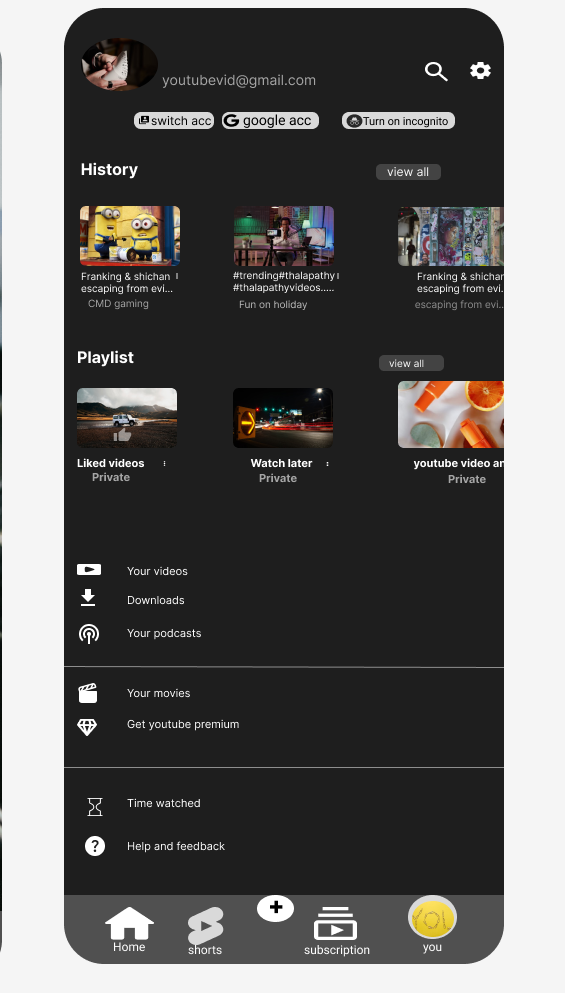 youtubevid@gmail.com
switch acc
google acc
Turn on incognito
History
view all
Franking & shichan
escaping from evi...
CMD gaming
#trending#thalapathy
#thalapathyvideos.....
Fun on holiday
Franking & shichan
escaping from evi..
escaping from evi..
Playlist
view all
Liked videos
Private
Watch later
Private
youtube video an
Private
Your videos
Downloads
Your podcasts
Your movies
Get youtube premium
Time watched
Help and feedback
Home
shorts
subscription
YOU
you